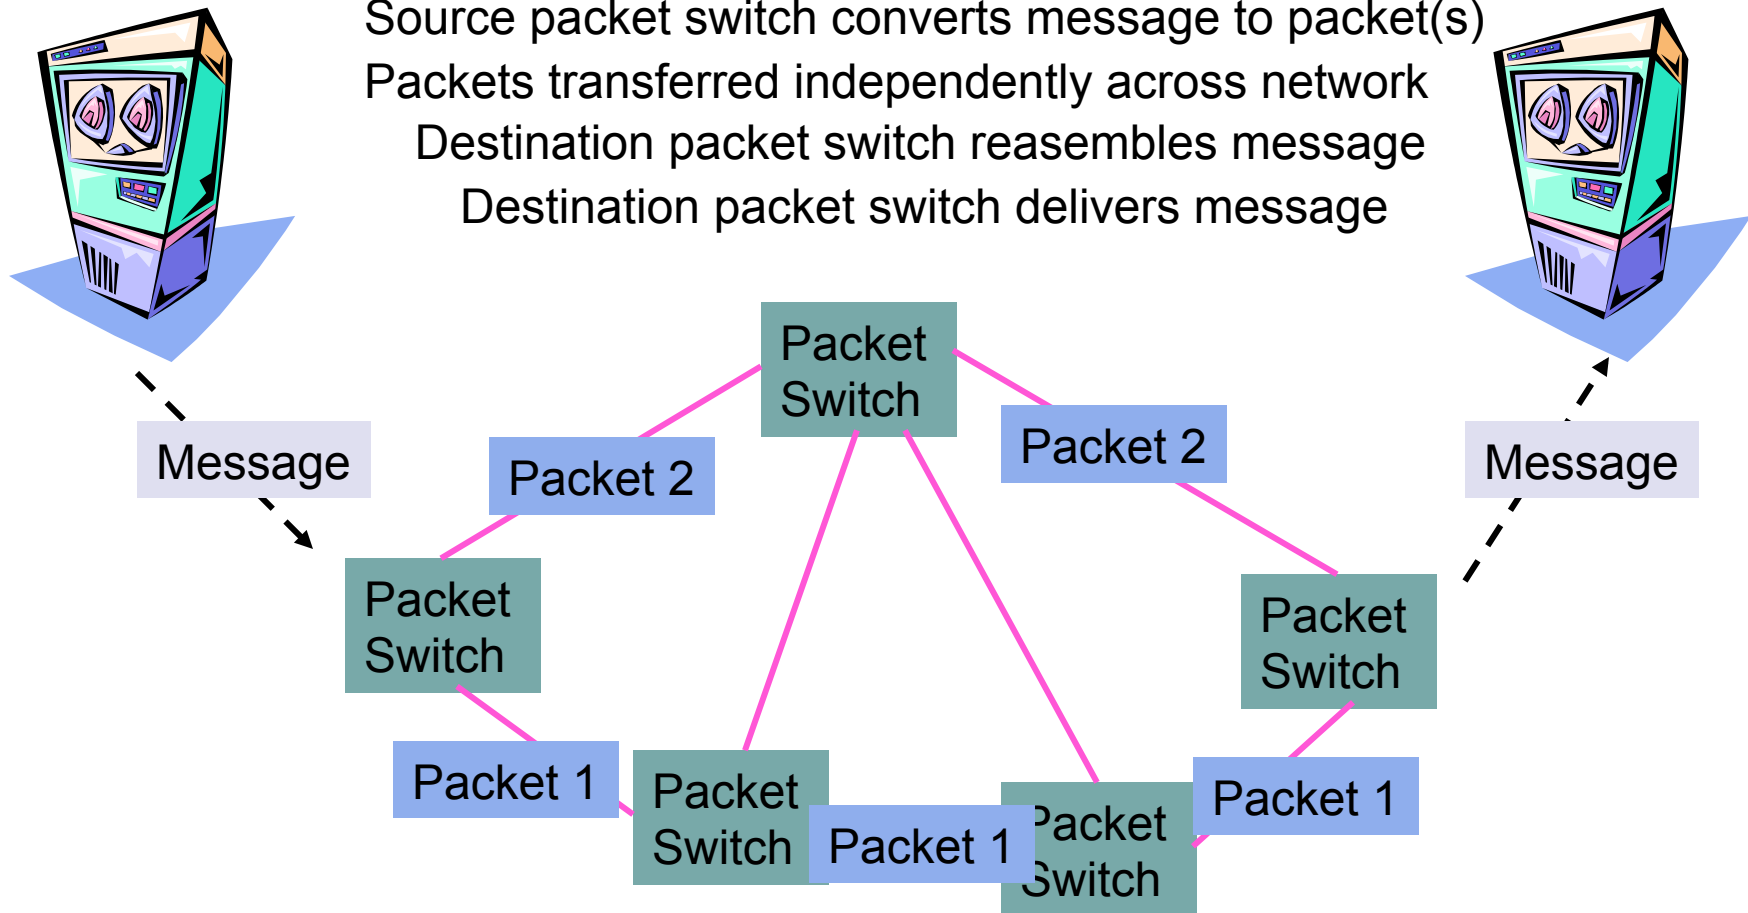 Source packet switch converts message to packet(s)
Packets transferred independently across network
Destination packet switch reasembles message
Destination packet switch delivers message
Packet
Switch
Packet 2
Message
Packet 2
Message
Packet
Switch
Packet
Switch
Packet 1
Packet
Switch
Packet 1
Packet
Switch
Packet 1